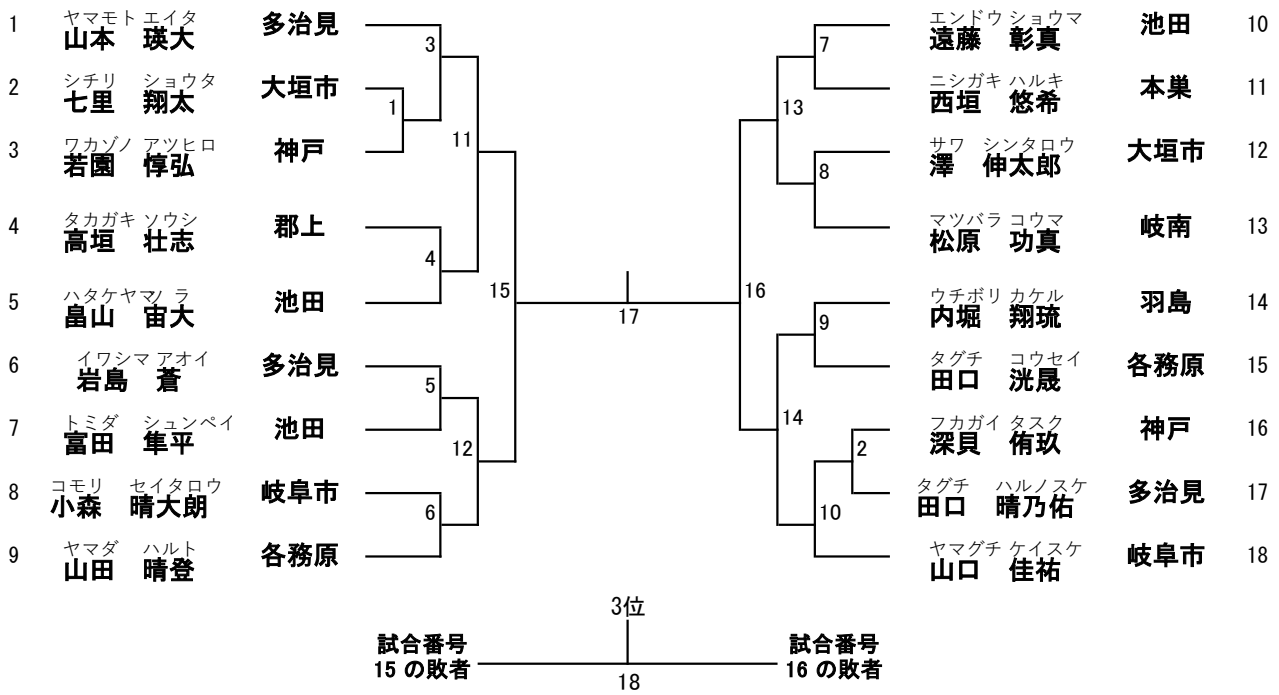 1 ヤマモト エイタ 山本 瑛大 多治見
2 シチリ ショウタ 七里 翔太 大垣市
3 ワカゾノ アツヒロ 若園 惇弘 神戸
4 タカガキ ソウシ 高垣 壮志 郡上
5 ハタケヤマ ソラ 畠山 宙大 池田
6 イワシマ アオイ 岩島 蒼 多治見
7 トミダ シュンペイ 富田 隼平 池田
8 コモリ セイタロウ 小森 晴大朗 岐阜市
9 ヤマダ ハルト 山田 晴登 各務原
3
1
11
4
15
5
12
6
17
16
7
13
8
9
14
2
10
エンドウ ショウマ 遠藤 彰真 池田 10
ニシガキ ハルキ 西垣 悠希 本巣 11
サワ シンタロウ 澤 伸太郎 大垣市 12
マツバラ コウマ 松原 功真 岐南 13
ウチボリ カケル 内堀 翔琉 羽島 14
タグチ コウセイ 田口 洸晟 各務原 15
フカガイ タスク 深貝 侑玖 神戸 16
タグチ ハルノスケ 田口 晴乃佑 多治見 17
ヤマグチ ケイスケ 山口 佳祐 岐阜市 18
3位
試合番号
15 の敗者
18
試合番号
16 の敗者